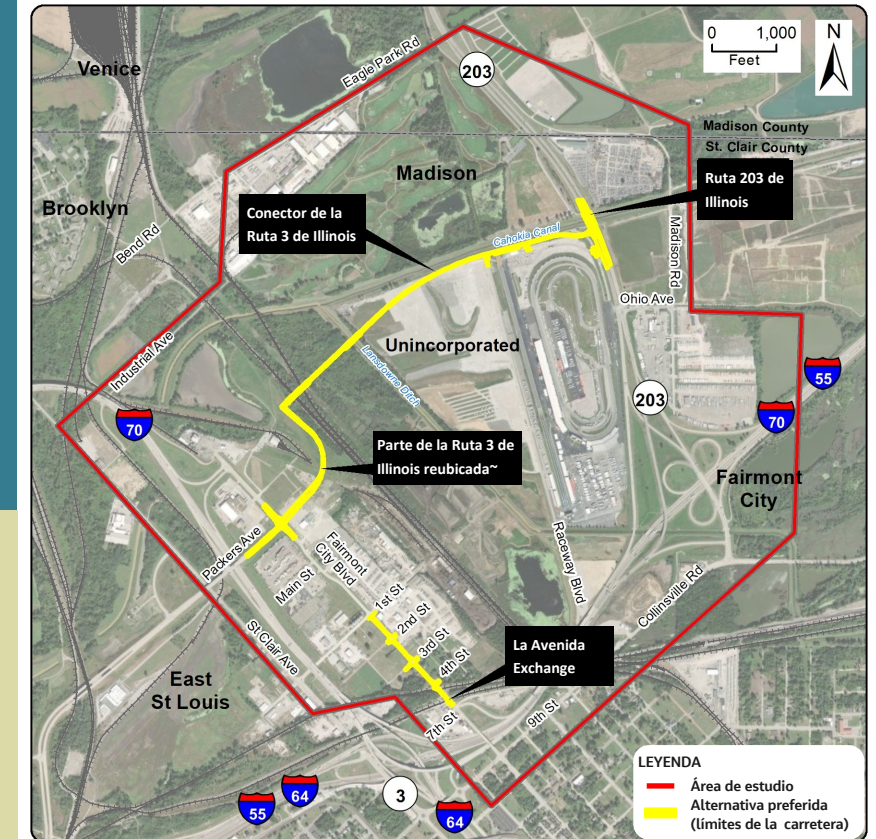 Venice
Eagle Park Rd
203
0 1,000
Feet
N
Madison County
St. Clair County
Madison
Ruta 203 de
Illinois
Brooklyn
Conector de la
Ruta 3 de Illinois
Bend Rd
Cahokia Canal
Madison Rd
Ohio Ave
Industrial Ave
Unincorporated
Lansdowne Ditch
55
203
70
70
Parte de la Ruta 3 de
Illinois reubicada~
Fairmont
City
Packers Ave
Fairmont
City Blvd
Main St
Raceway Blvd
1st St
2nd St
3rd St
4th St
Collinsville Rd
St Clair Ave
La Avenida
Exchange
East
St Louis
7th St
9th St
LEYENDA
Área de estudio
Alternativa preferida
(límites de la carretera)
55
64
3
64